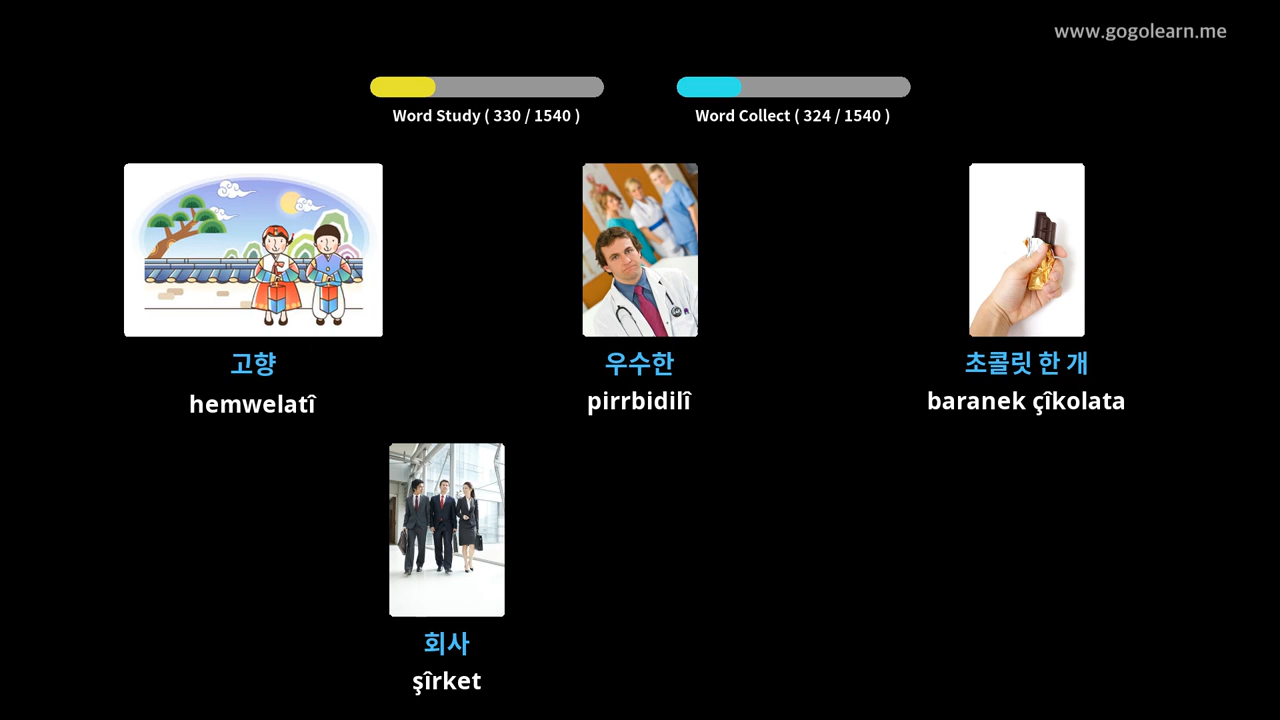 www.gogolearn.me
Word Study ( 330 / 1540 )
Word Collect ( 324 / 1540 )
고향
hemwelatî
우수한
pirrbidilî
초콜릿 한 개
baranek çîkolata
회사
şîrket